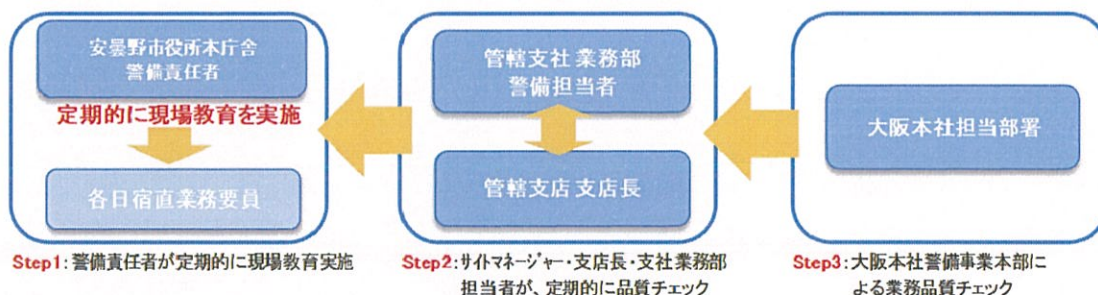 安曇野市役所本庁舎
警備責任者
定期的に現場教育を実施
各日宿直業務要員
Step1:警備責任者が定期的に現場教育実施
管轄支社 業務部
警備担当者
管轄支店 支店長
Step2:サイトマネージャー・支店長・支社業務部
担当者が、定期的に品質チェック
大阪本社担当部署
Step3:大阪本社警備事業本部に
よる業務品質チェック